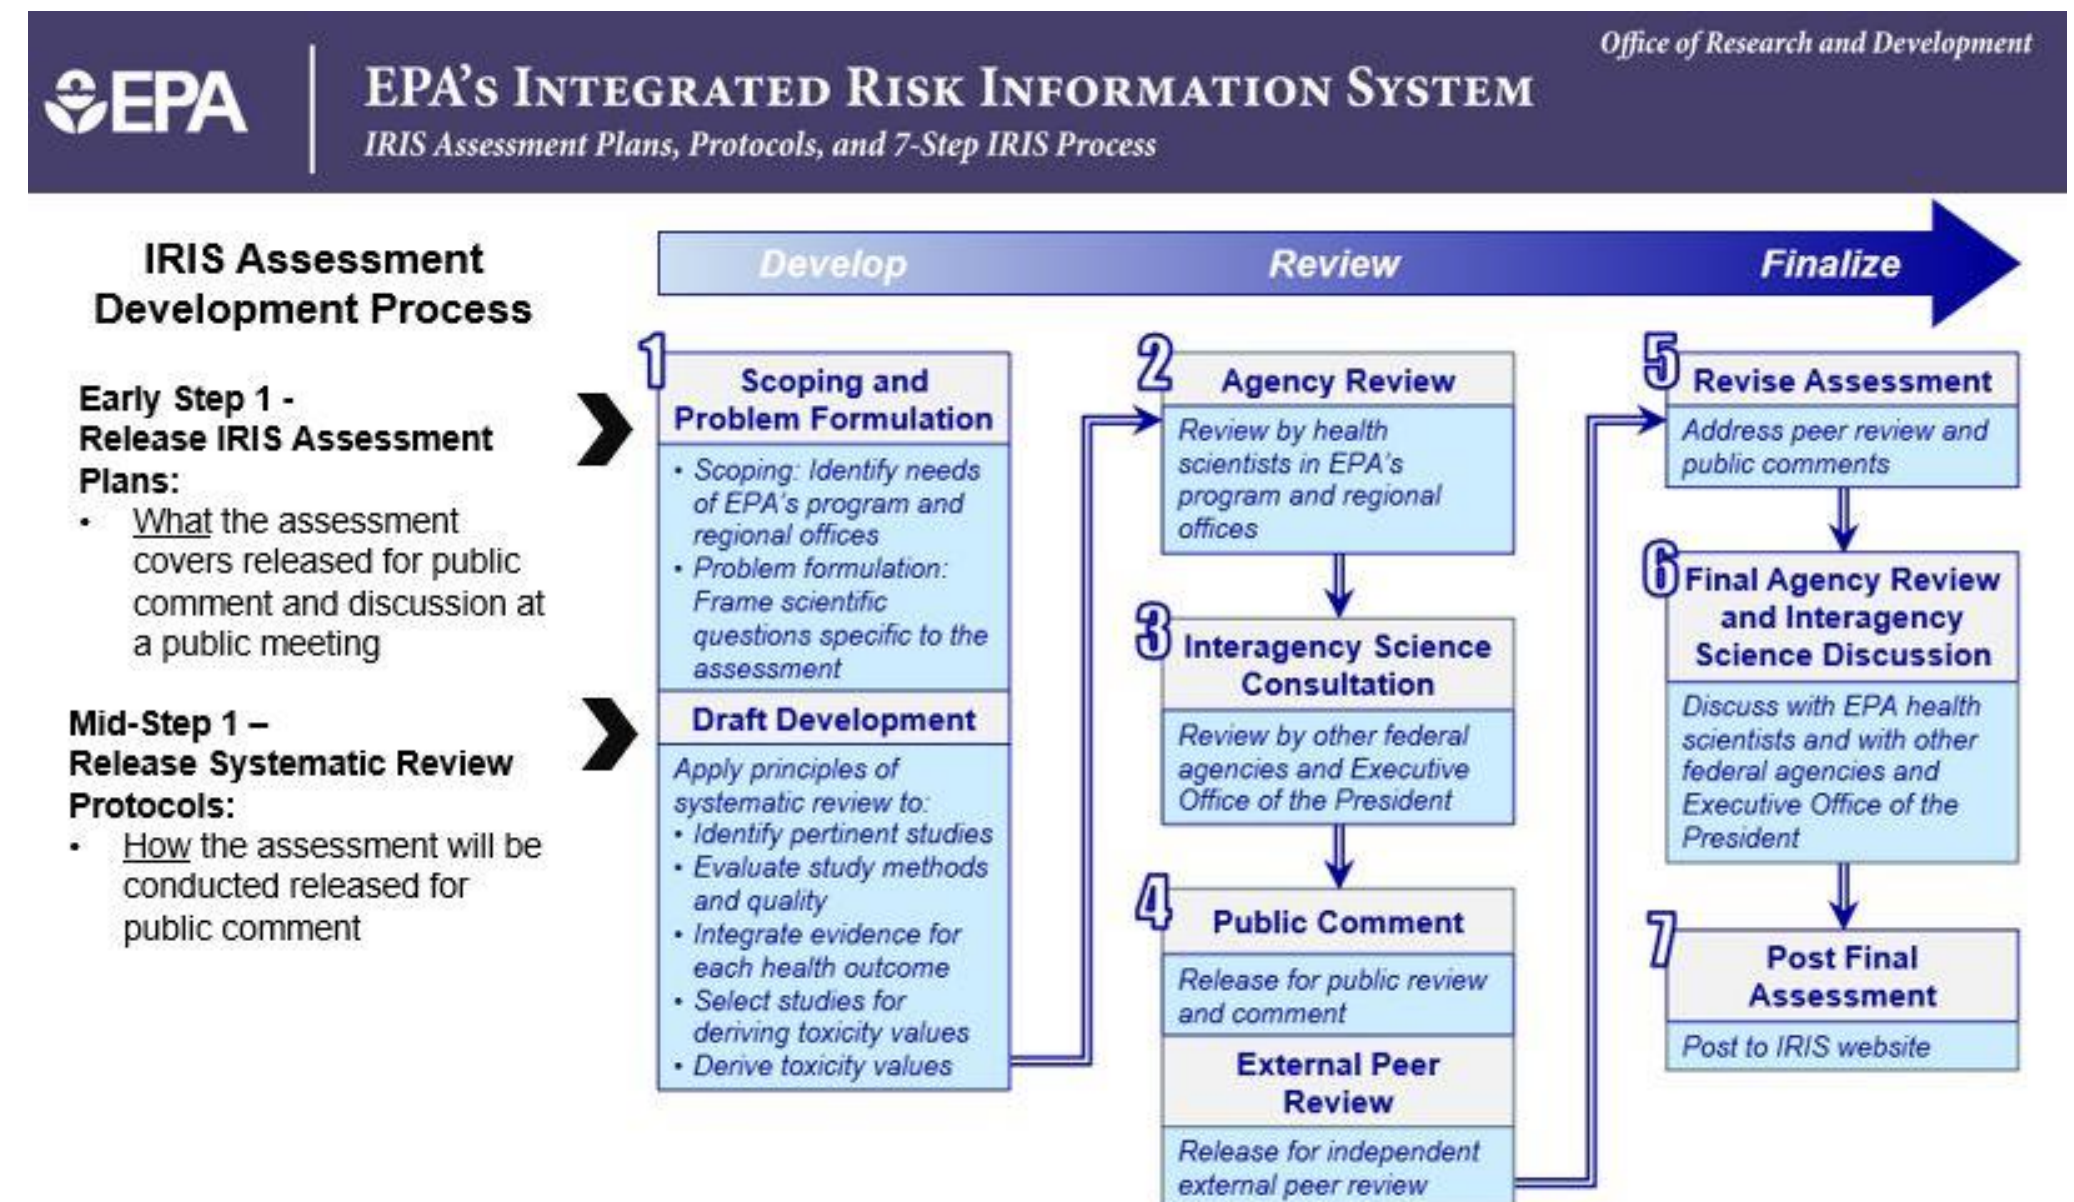 Office of Research and Development
EPA
EPA's INTEGRATED RISK INFORMATION SYSTEM
IRIS Assessment Plans, Protocols, and 7-Step IRIS Process
IRIS Assessment
Development Process
Early Step 1 -
Release IRIS Assessment
Plans:
• What the assessment
covers released for public
comment and discussion at
a public meeting
Mid-Step 1 –
Release Systematic Review
Protocols:
• How the assessment will be
conducted released for
public comment
Develop
Review
Finalize
1
Scoping and
Problem Formulation
• Scoping: Identify needs
of EPA's program and
regional offices
• Problem formulation:
Frame scientific
questions specific to the
assessment
Draft Development
Apply principles of
systematic review to:
• Identify pertinent studies
• Evaluate study methods
and quality
• Integrate evidence for
each health outcome
• Select studies for
deriving toxicity values
• Derive toxicity values
2
Agency Review
Review by health
scientists in EPA's
program and regional
offices
3
Interagency Science
Consultation
Review by other federal
agencies and Executive
Office of the President
4
Public Comment
Release for public review
and comment
External Peer
Review
Release for independent
external peer review
5
Revise Assessment
Address peer review and
public comments
6
Final Agency Review
and Interagency
Science Discussion
Discuss with EPA health
scientists and with other
federal agencies and
Executive Office of the
President
7
Post Final
Assessment
Post to IRIS website